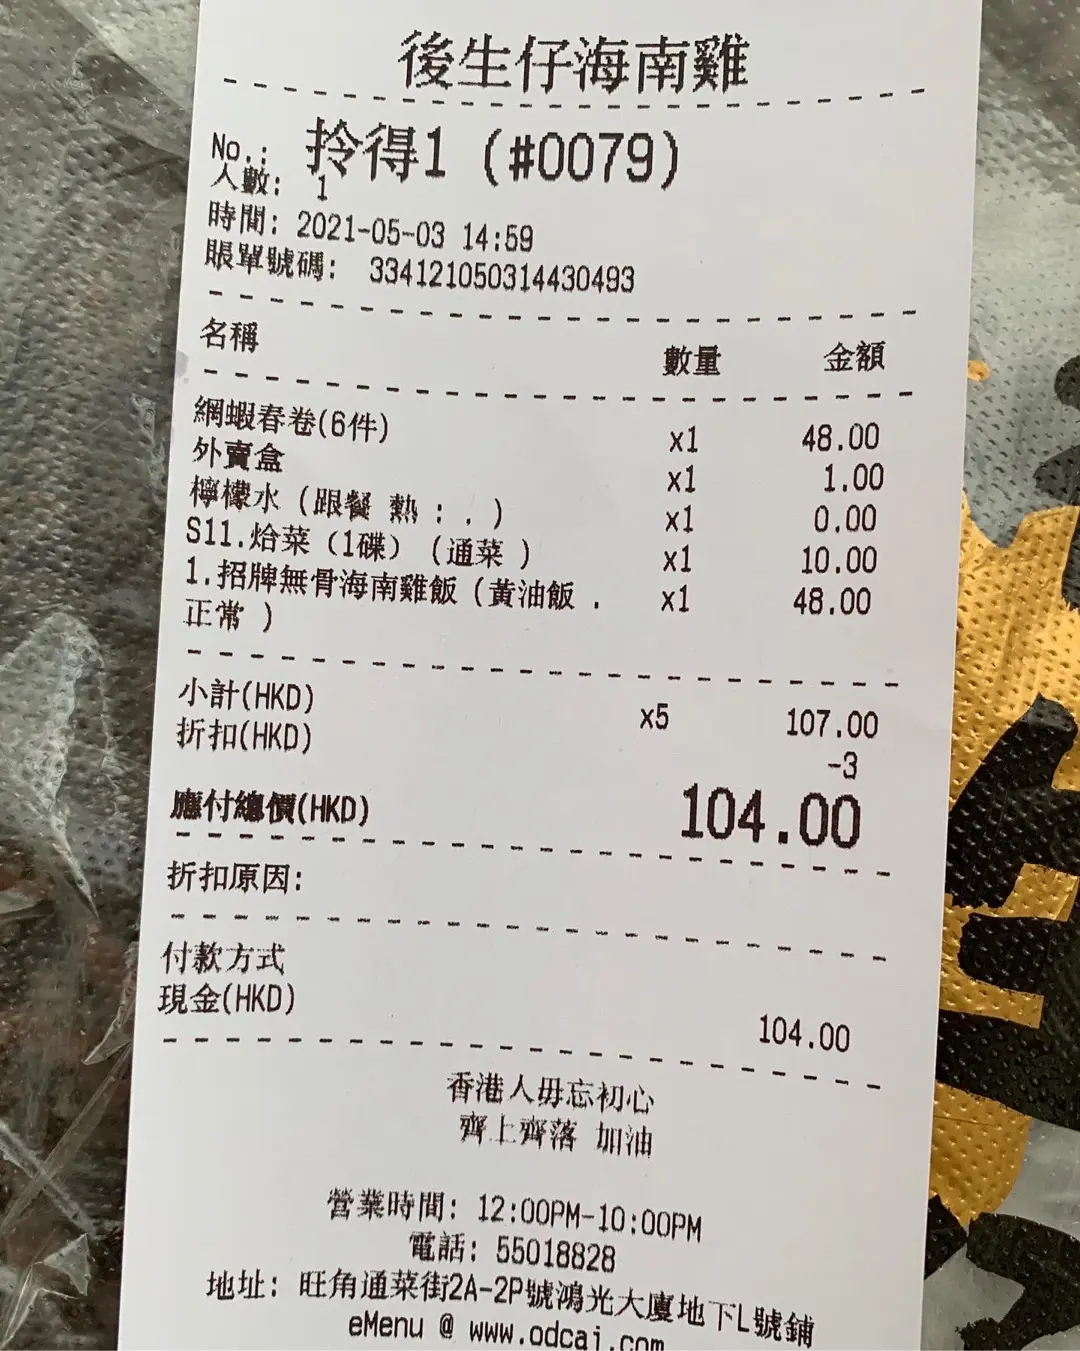 後生仔海南雞
No.: 拎得1 (#0079)
人數: 1
時間: 2021-05-03 14:59
賬單號碼: 334121050314430493
名稱 數量 金額
網蝦春卷(6件) x1 48.00
外賣盒 x1 1.00
檸檬水 (跟餐 熱 : . ) x1 0.00
S11.烚菜 (1碟) (通菜 ) x1 10.00
1.招牌無骨海南雞飯 (黃油飯 . x1 48.00
正常 )
小計(HKD) x5 107.00
折扣(HKD) -3
應付總價(HKD) 104.00
折扣原因:
付款方式
現金(HKD) 104.00
香港人毋忘初心
齊上齊落 加油
營業時間: 12:00PM-10:00PM
電話: 55018828
地址: 旺角通菜街2A-2P號鴻光大廈地下L號鋪
eMenu @ www.odcaj.com